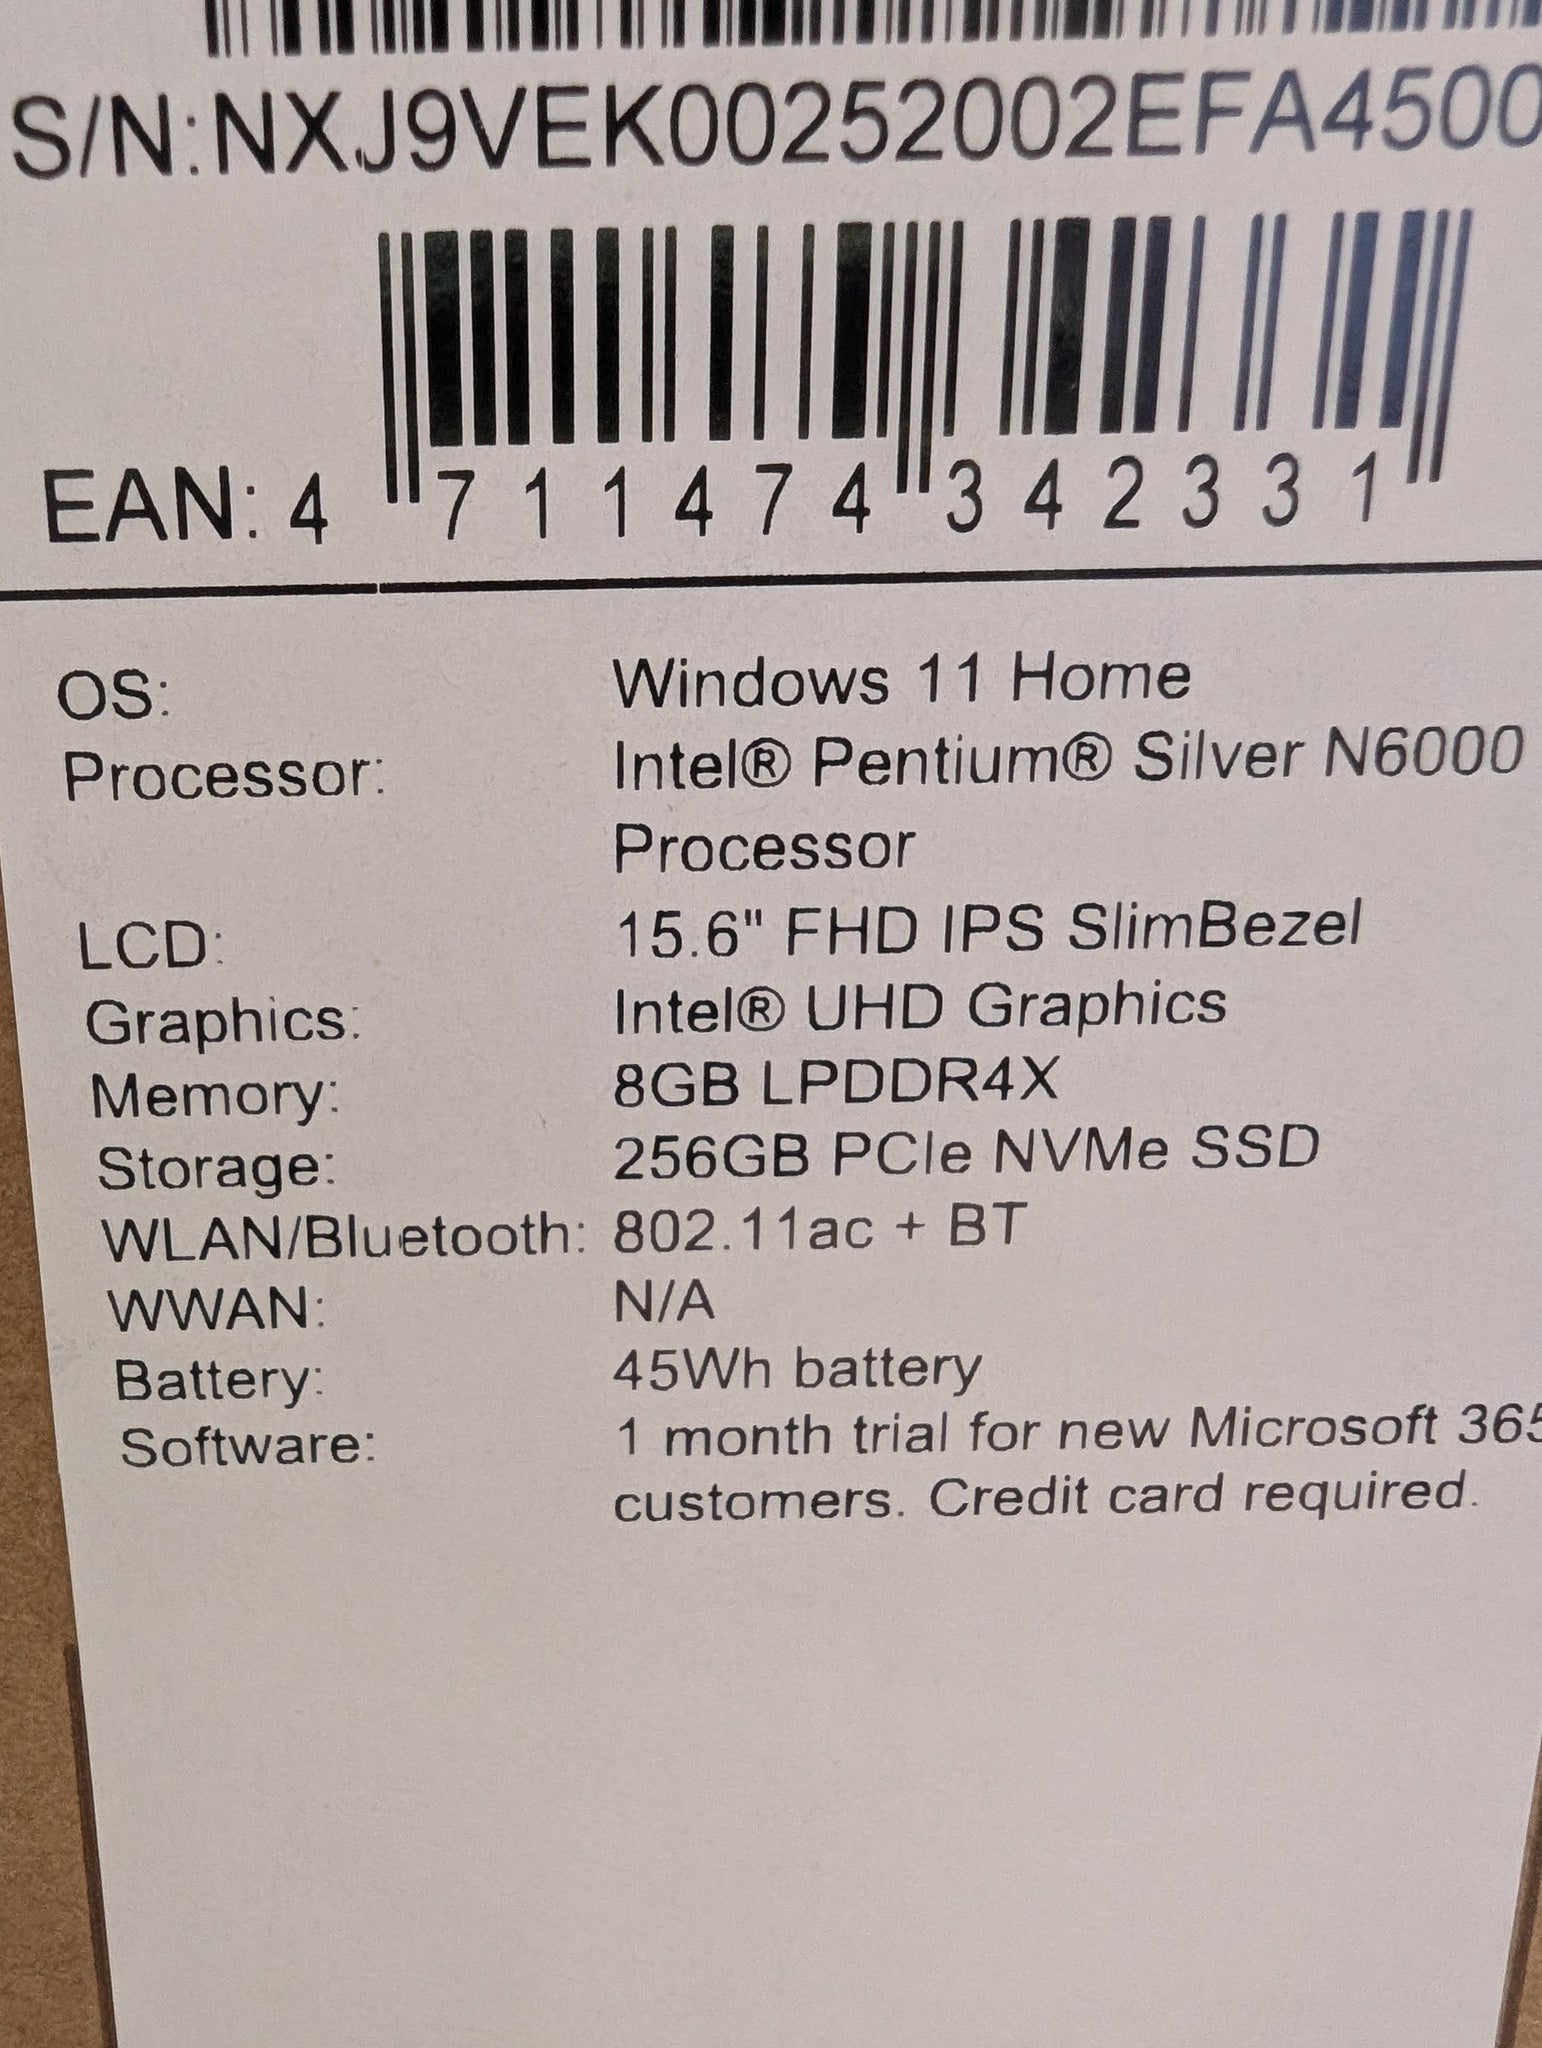 S/N:NXJ9VEK00252002EFA4500
EAN: 4 711474 342331
OS: Windows 11 Home
Processor: Intel® Pentium® Silver N6000
Processor
LCD: 15.6" FHD IPS SlimBezel
Graphics: Intel® UHD Graphics
Memory: 8GB LPDDR4X
Storage: 256GB PCIe NVMe SSD
WLAN/Bluetooth: 802.11ac + BT
WWAN: N/A
Battery: 45Wh battery
Software: 1 month trial for new Microsoft 365
customers. Credit card required.